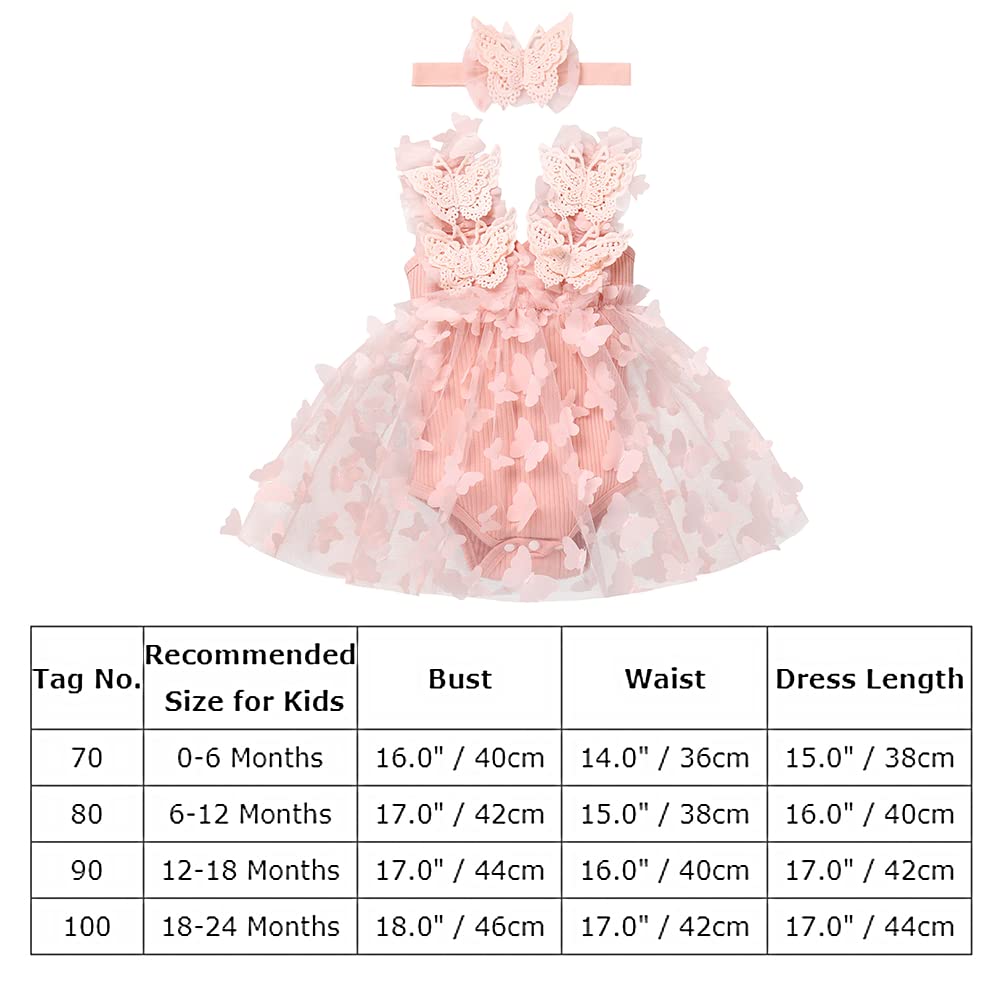 Tag No. Recommended Size for Kids Bust Waist Dress Length
70 0-6 Months 16.0" / 40cm 14.0" / 36cm 15.0" / 38cm
80 6-12 Months 17.0" / 42cm 15.0" / 38cm 16.0" / 40cm
90 12-18 Months 17.0" / 44cm 16.0" / 40cm 17.0" / 42cm
100 18-24 Months 18.0" / 46cm 17.0" / 42cm 17.0" / 44cm